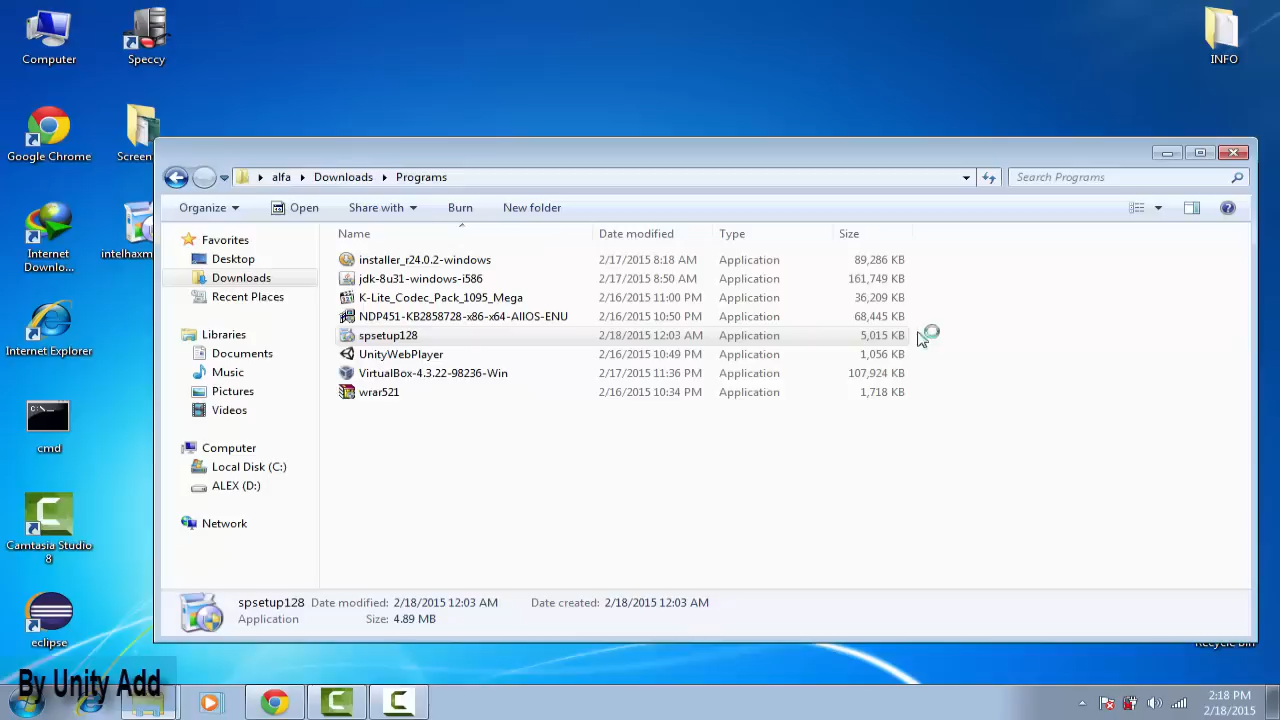 Computer
Speccy
INFO
Google Chrome
Screen
Internet
Downlo...
intelhaxm
Internet Explorer
cmd
Camtasia Studio
8
eclipse
alfa Downloads Programs
Search Programs
Organize Open Share with Burn New folder
Name Date modified Type Size
Favorites
Desktop
Downloads
Recent Places
Libraries
Documents
Music
Pictures
Videos
Computer
Local Disk (C:)
ALEX (D:)
Network
installer_r24.0.2-windows 2/17/2015 8:18 AM Application 89,286 KB
jdk-8u31-windows-i586 2/17/2015 8:50 AM Application 161,749 KB
K-Lite_Codec_Pack_1095_Mega 2/16/2015 11:00 PM Application 36,209 KB
NDP451-KB2858728-x86-x64-AllOS-ENU 2/16/2015 10:50 PM Application 68,445 KB
spsetup128 2/18/2015 12:03 AM Application 5,015 KB
UnityWebPlayer 2/16/2015 10:49 PM Application 1,056 KB
VirtualBox-4.3.22-98236-Win 2/17/2015 11:36 PM Application 107,924 KB
wrar521 2/16/2015 10:34 PM Application 1,718 KB
spsetup128 Date modified: 2/18/2015 12:03 AM Date created: 2/18/2015 12:03 AM
Application Size: 4.89 MB
Recycle Bin
By Unity Add
2:18 PM
2/18/2015